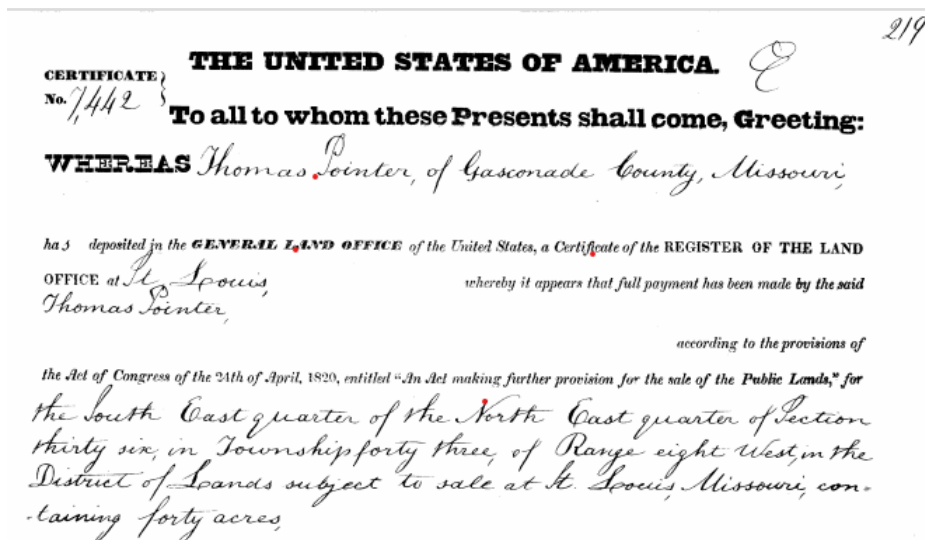 219
THE UNITED STATES OF AMERICA. E
CERTIFICATE
No. 7,442
To all to whom these Presents shall come, Greeting:
WHEREAS Thomas Pointer, of Gasconade County, Missouri,
has deposited in the GENERAL LAND OFFICE of the United States, a Certificate of the REGISTER OF THE LAND
OFFICE at St. Louis, whereby it appears that full payment has been made by the said
Thomas Pointer,
according to the provisions of
the Act of Congress of the 24th of April, 1820, entitled "An Act making further provision for the sale of the Public Lands," for
the South East quarter of the North East quarter of Section
thirty six, in Township forty three, of Range eight West, in the
District of Lands subject to sale at St. Louis, Missouri, con-
-taining forty acres,